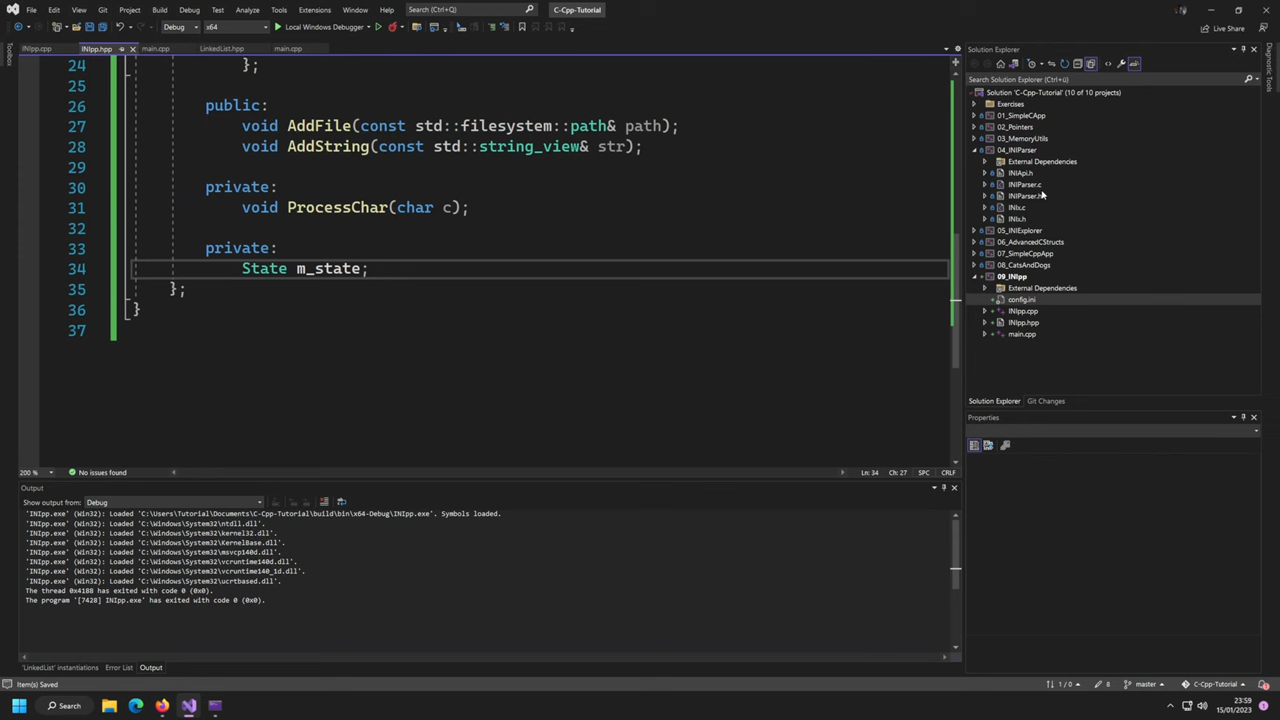 File Edit View Git Project Build Debug Test Analyze Tools Extensions Window Help Search (Ctrl+Q) C-Cpp-Tutorial
Debug x64 Local Windows Debugger Live Share
INIpp.cpp INIpp.hpp main.cpp LinkedList.hpp main.cpp
24 };
25
26 public:
27 void AddFile(const std::filesystem::path& path);
28 void AddString(const std::string_view& str);
29
30 private:
31 void ProcessChar(char c);
32
33 private:
34 State m_state;
35 };
36 }
37
200 % No issues found Ln: 34 Ch: 27 SPC CRLF
Output
Show output from: Debug
'INIpp.exe' (Win32): Loaded 'C:\Users\Tutorial\Documents\C-Cpp-Tutorial\build\bin\x64-Debug\INIpp.exe'. Symbols loaded.
'INIpp.exe' (Win32): Loaded 'C:\Windows\System32\ntdll.dll'.
'INIpp.exe' (Win32): Loaded 'C:\Windows\System32\kernel32.dll'.
'INIpp.exe' (Win32): Loaded 'C:\Windows\System32\KernelBase.dll'.
'INIpp.exe' (Win32): Loaded 'C:\Windows\System32\msvcp140d.dll'.
'INIpp.exe' (Win32): Loaded 'C:\Windows\System32\vcruntime140d.dll'.
'INIpp.exe' (Win32): Loaded 'C:\Windows\System32\vcruntime140_1d.dll'.
'INIpp.exe' (Win32): Loaded 'C:\Windows\System32\ucrtbased.dll'.
The thread 0x4188 has exited with code 0 (0x0).
The program '[7428] INIpp.exe' has exited with code 0 (0x0).
'LinkedList' instantiations Error List Output
Item(s) Saved
Solution Explorer
Search Solution Explorer (Ctrl+ü)
Solution 'C-Cpp-Tutorial' (10 of 10 projects)
Exercises
01_SimpleCApp
02_Pointers
03_MemoryUtils
04_INIParser
External Dependencies
INIApi.h
INIParser.c
INIParser.h
INIx.c
INIx.h
05_INIExplorer
06_AdvancedCStructs
07_SimpleCppApp
08_CatsAndDogs
09_INIpp
External Dependencies
config.ini
INIpp.cpp
INIpp.hpp
main.cpp
Solution Explorer Git Changes
Properties
Diagnostic Tools
Toolbox
1 / 0 8 master C-Cpp-Tutorial
Search
23:59
15/01/2023